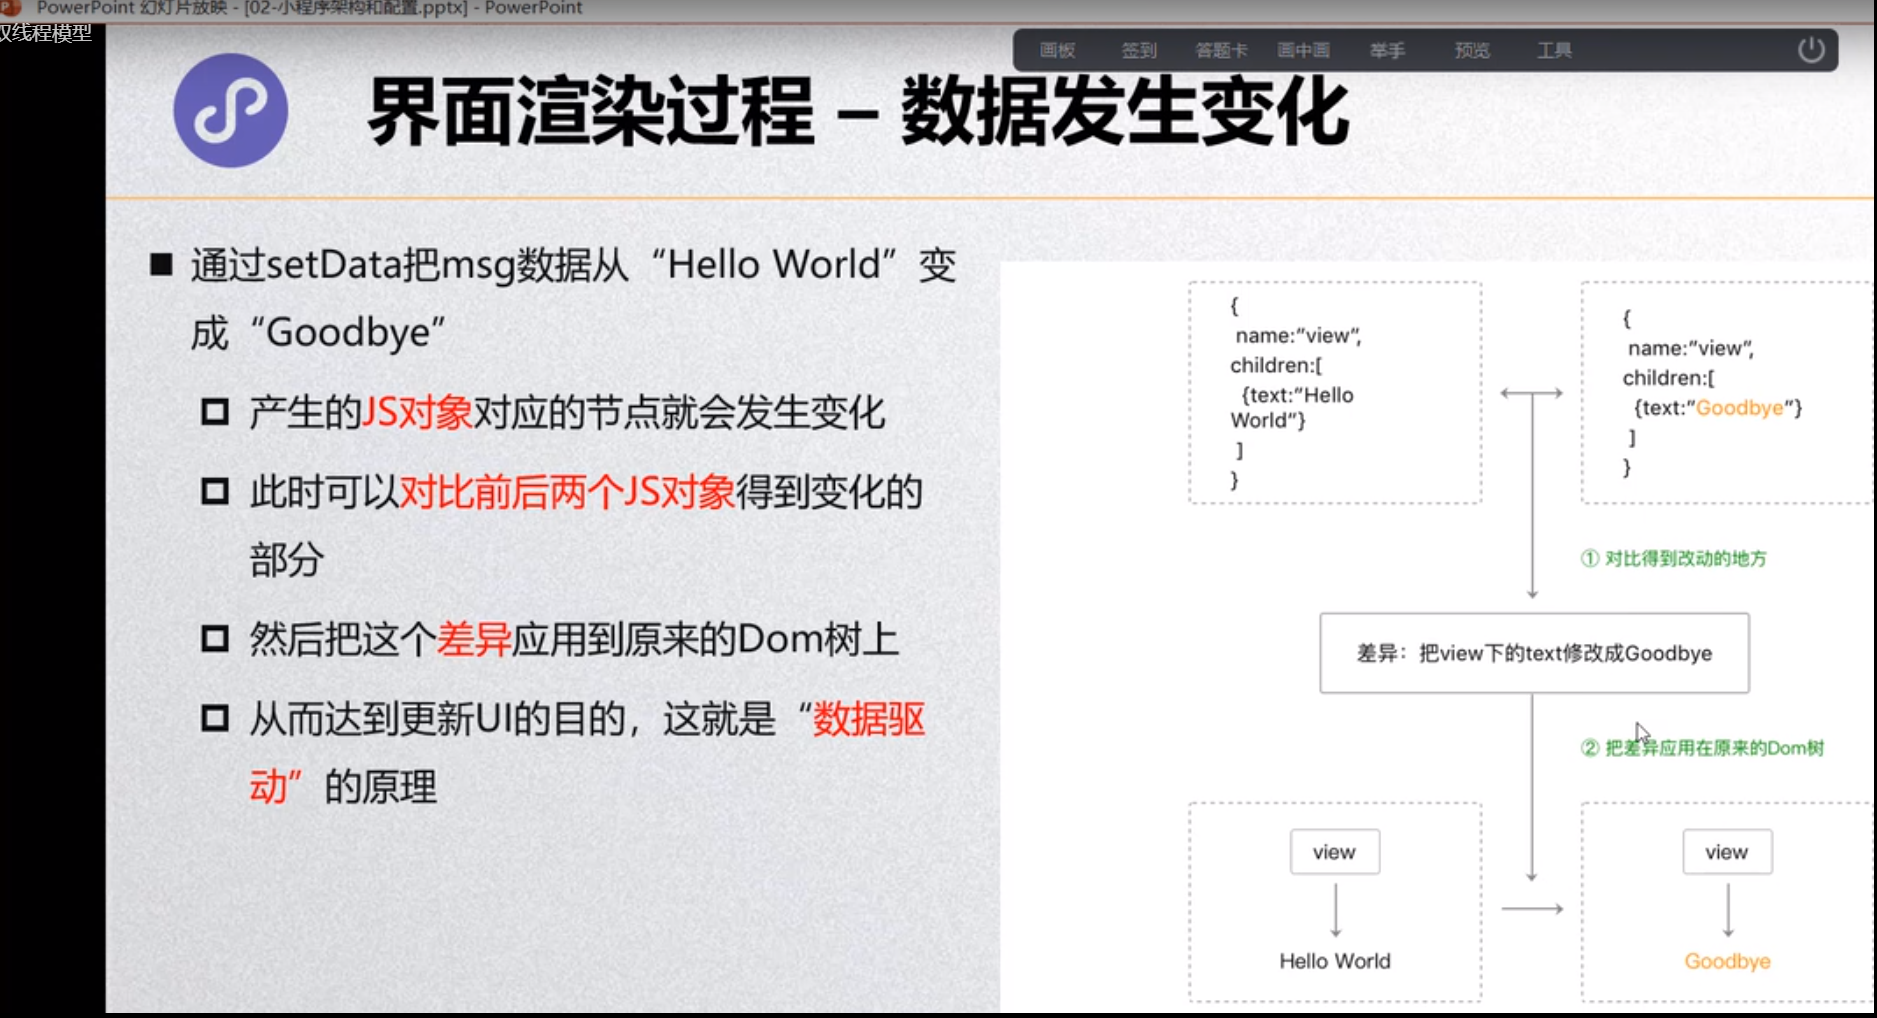 PowerPoint 幻灯片放映 - [02-小程序架构和配置.pptx] - PowerPoint
双线程模型
画板 签到 答题卡 画中画 举手 预览 工具
界面渲染过程 – 数据发生变化
通过setData把msg数据从“Hello World”变
成“Goodbye”
产生的JS对象对应的节点就会发生变化
此时可以对比前后两个JS对象得到变化的
部分
然后把这个差异应用到原来的Dom树上
从而达到更新UI的目的，这就是“数据驱
动”的原理
{
name:"view",
children:[
{text:"Hello
World"}
]
}
{
name:"view",
children:[
{text:"Goodbye"}
]
}
① 对比得到改动的地方
差异：把view下的text修改成Goodbye
② 把差异应用在原来的Dom树
view
Hello World
view
Goodbye